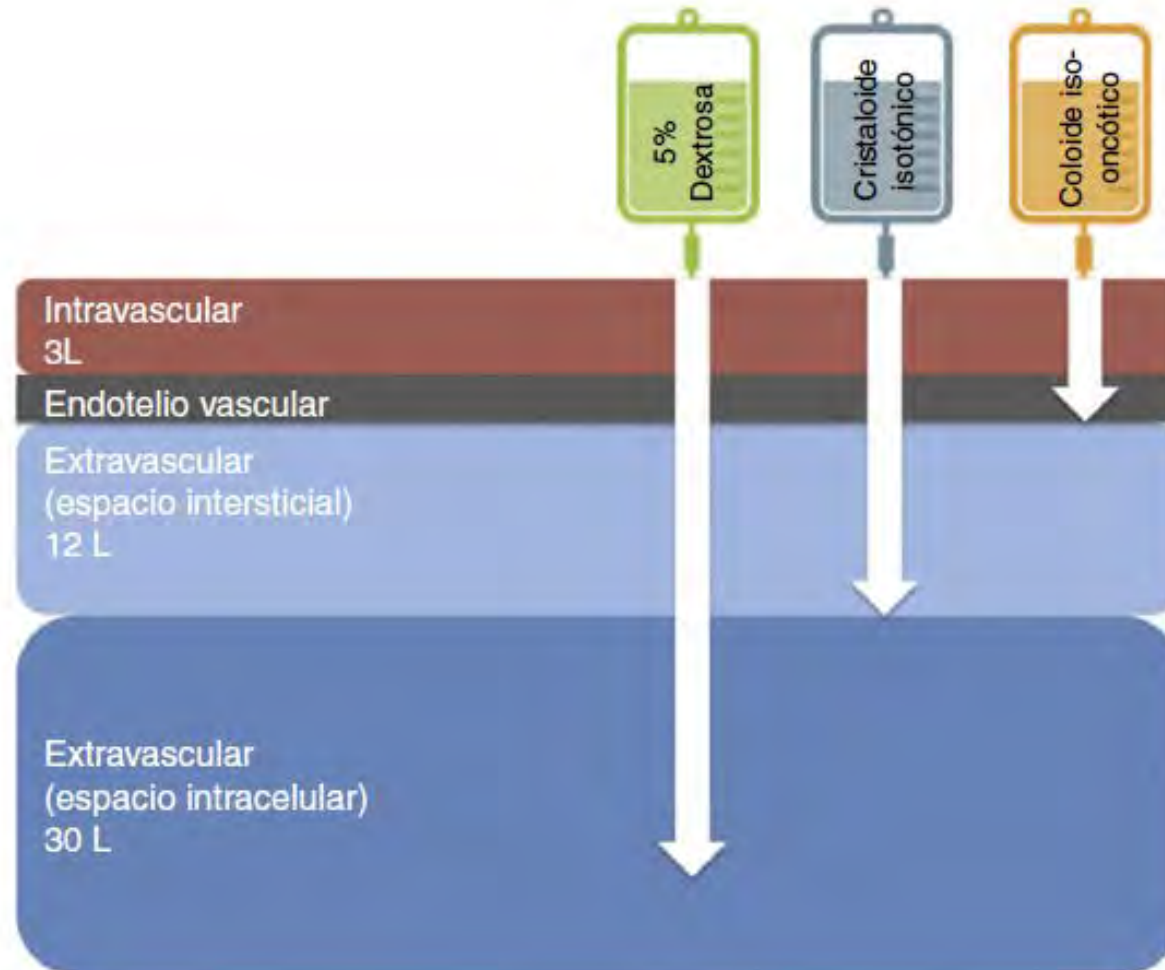 5%
Dextrosa
Cristaloide
isotónico
Coloide iso-
oncótico
Intravascular
3L
Endotelio vascular
Extravascular
(espacio intersticial)
12 L
Extravascular
(espacio intracelular)
30 L